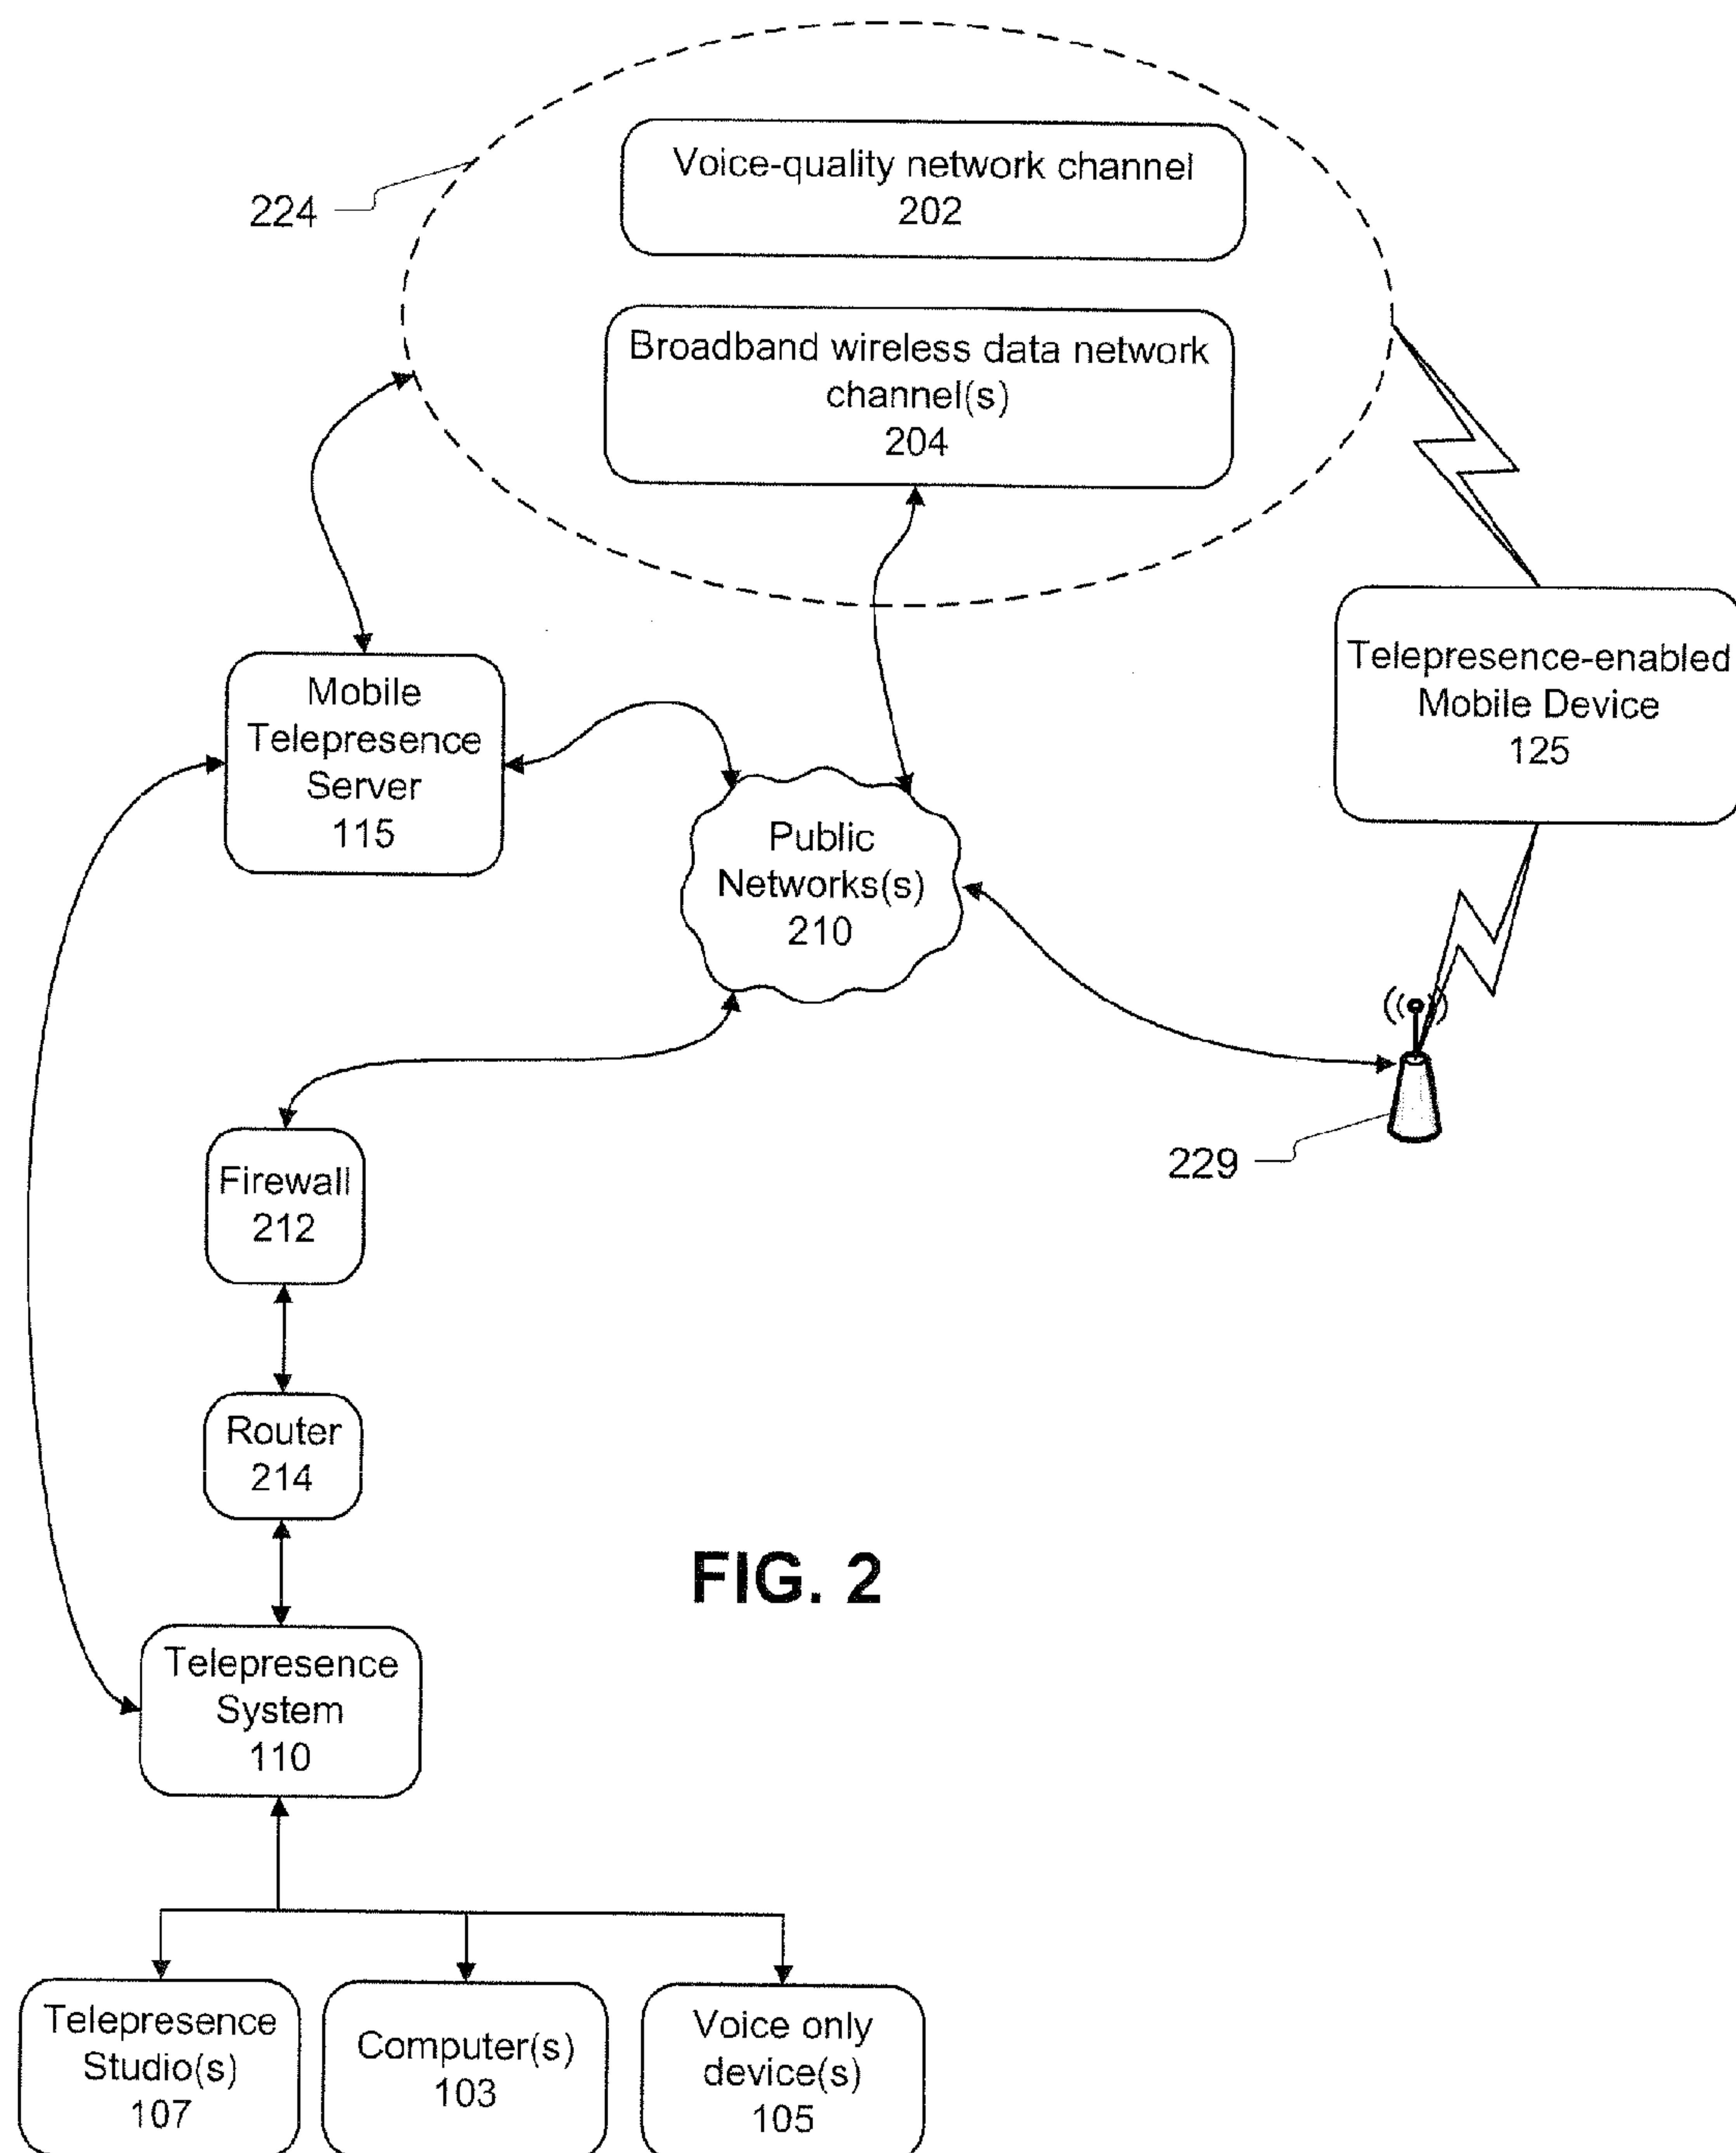 Voice-quality network channel
202
224
Broadband wireless data network
channel(s)
204
Telepresence-enabled
Mobile Device
125
Mobile
Telepresence
Server
115
Public
Networks(s)
210
229
Firewall
212
Router
214
FIG. 2
Telepresence
System
110
Telepresence
Studio(s)
107
Computer(s)
103
Voice only
device(s)
105